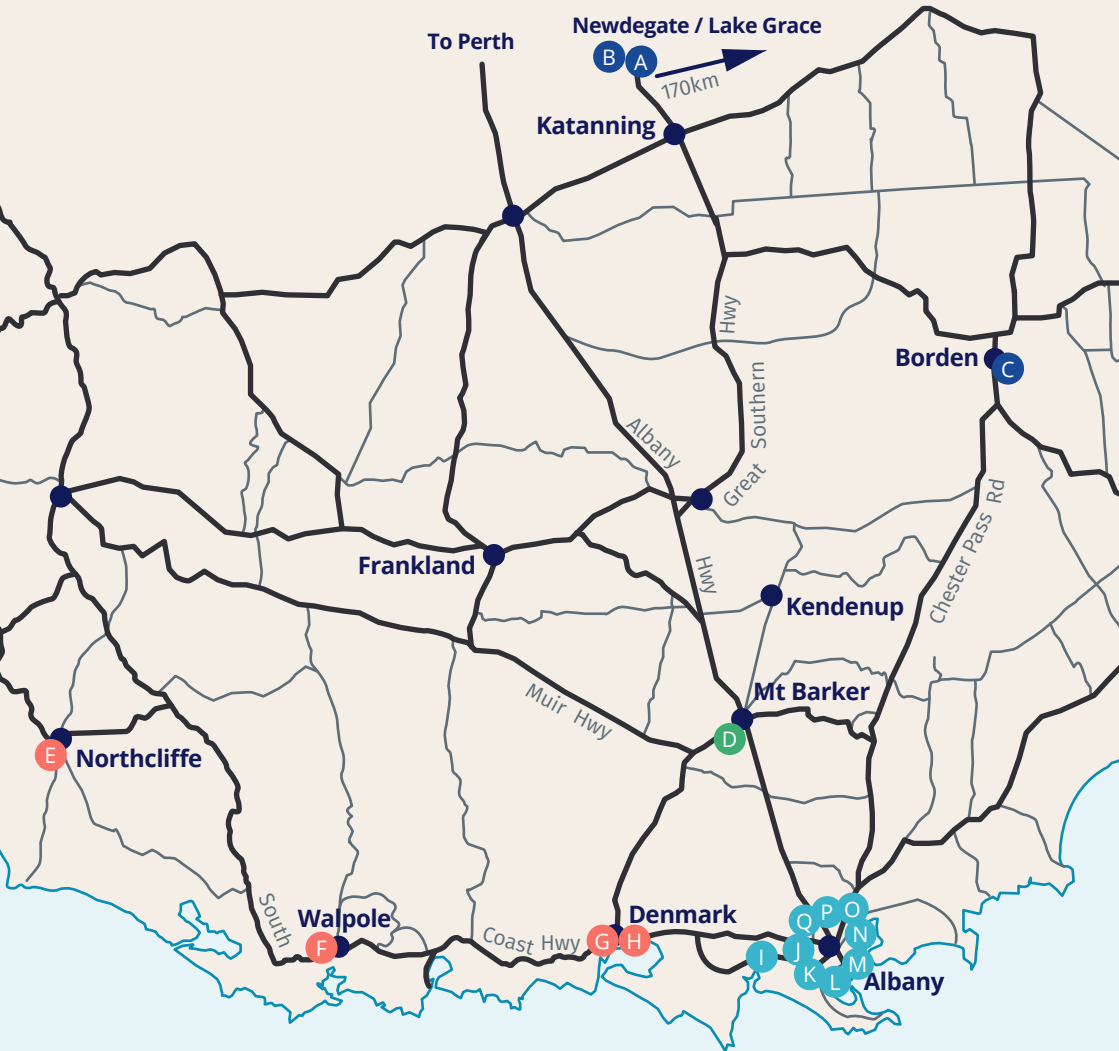 Newdegate / Lake Grace
To Perth
B
A
170km
Katanning
Hwy
Borden
C
Southern
Albany
Great
Chester Pass Rd
Frankland
Hwy
Kendenup
Muir Hwy
Mt Barker
D
E
Northcliffe
South
Walpole
F
Coast Hwy
Denmark
G
H
Q
P
O
N
I
J
K
L
M
Albany